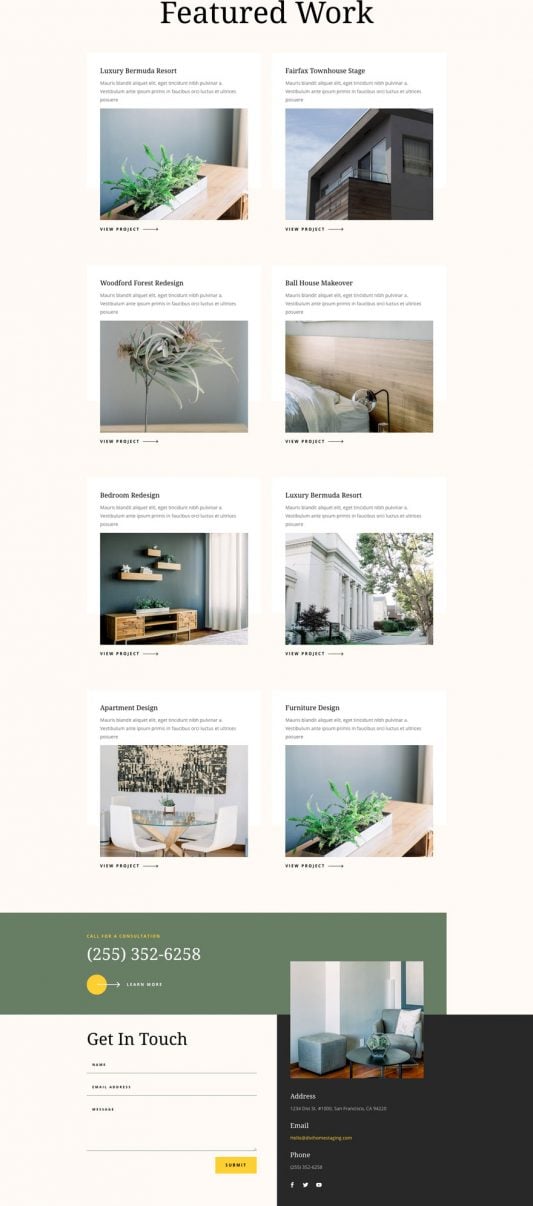 Featured Work
Luxury Bermuda Resort
Mauris blandit aliquet elit, eget tincidunt nibh pulvinar a.
Vestibulum ante ipsum primis in faucibus orci luctus et ultrices
posuere
VIEW PROJECT
Fairfax Townhouse Stage
Mauris blandit aliquet elit, eget tincidunt nibh pulvinar a.
Vestibulum ante ipsum primis in faucibus orci luctus et ultrices
posuere
VIEW PROJECT
Woodford Forest Redesign
Mauris blandit aliquet elit, eget tincidunt nibh pulvinar a.
Vestibulum ante ipsum primis in faucibus orci luctus et ultrices
posuere
VIEW PROJECT
Ball House Makeover
Mauris blandit aliquet elit, eget tincidunt nibh pulvinar a.
Vestibulum ante ipsum primis in faucibus orci luctus et ultrices
posuere
VIEW PROJECT
Bedroom Redesign
Mauris blandit aliquet elit, eget tincidunt nibh pulvinar a.
Vestibulum ante ipsum primis in faucibus orci luctus et ultrices
posuere
VIEW PROJECT
Luxury Bermuda Resort
Mauris blandit aliquet elit, eget tincidunt nibh pulvinar a.
Vestibulum ante ipsum primis in faucibus orci luctus et ultrices
posuere
VIEW PROJECT
Apartment Design
Mauris blandit aliquet elit, eget tincidunt nibh pulvinar a.
Vestibulum ante ipsum primis in faucibus orci luctus et ultrices
posuere
VIEW PROJECT
Furniture Design
Mauris blandit aliquet elit, eget tincidunt nibh pulvinar a.
Vestibulum ante ipsum primis in faucibus orci luctus et ultrices
posuere
VIEW PROJECT
CALL FOR A CONSULTATION
(255) 352-6258
LEARN MORE
Get In Touch
NAME
EMAIL ADDRESS
MESSAGE
SUBMIT
Address
1234 Divi St. #1000, San Francisco, CA 94220
Email
Hello@divihomestaging.com
Phone
(255) 352-6258